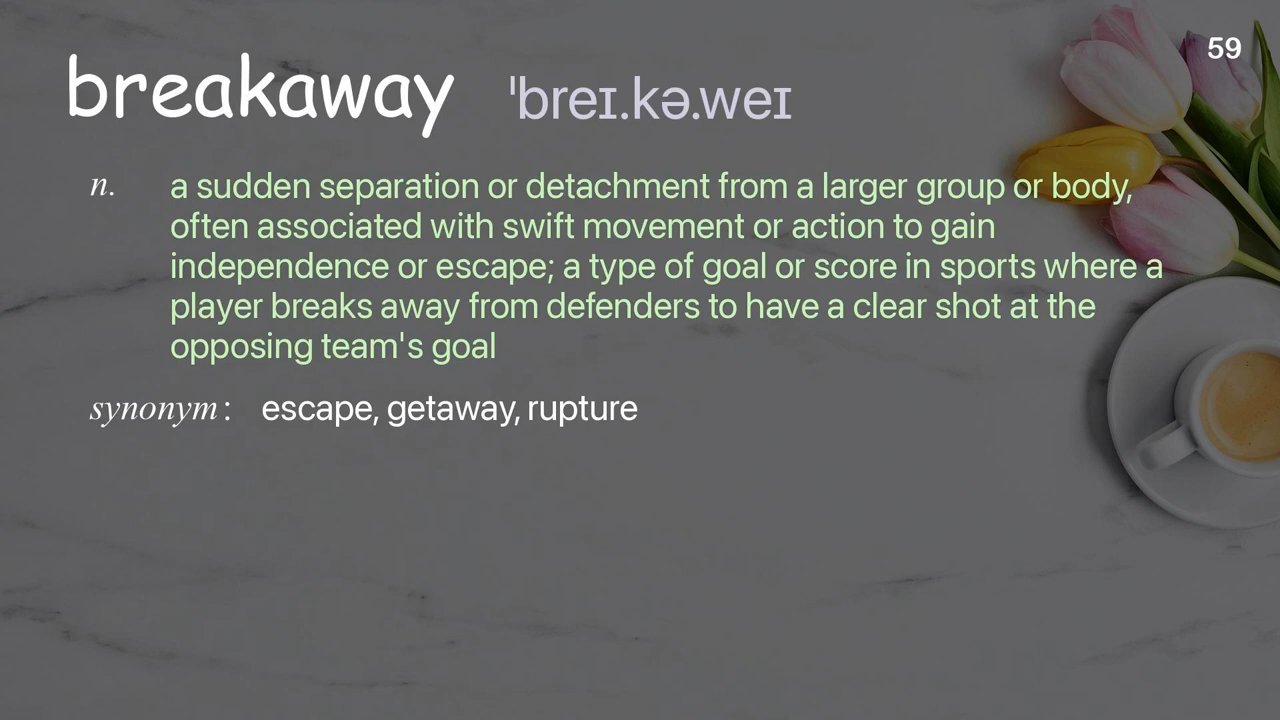 59
breakaway ˈbreɪ.kə.weɪ
n. a sudden separation or detachment from a larger group or body,
often associated with swift movement or action to gain
independence or escape; a type of goal or score in sports where a
player breaks away from defenders to have a clear shot at the
opposing team's goal
synonym: escape, getaway, rupture